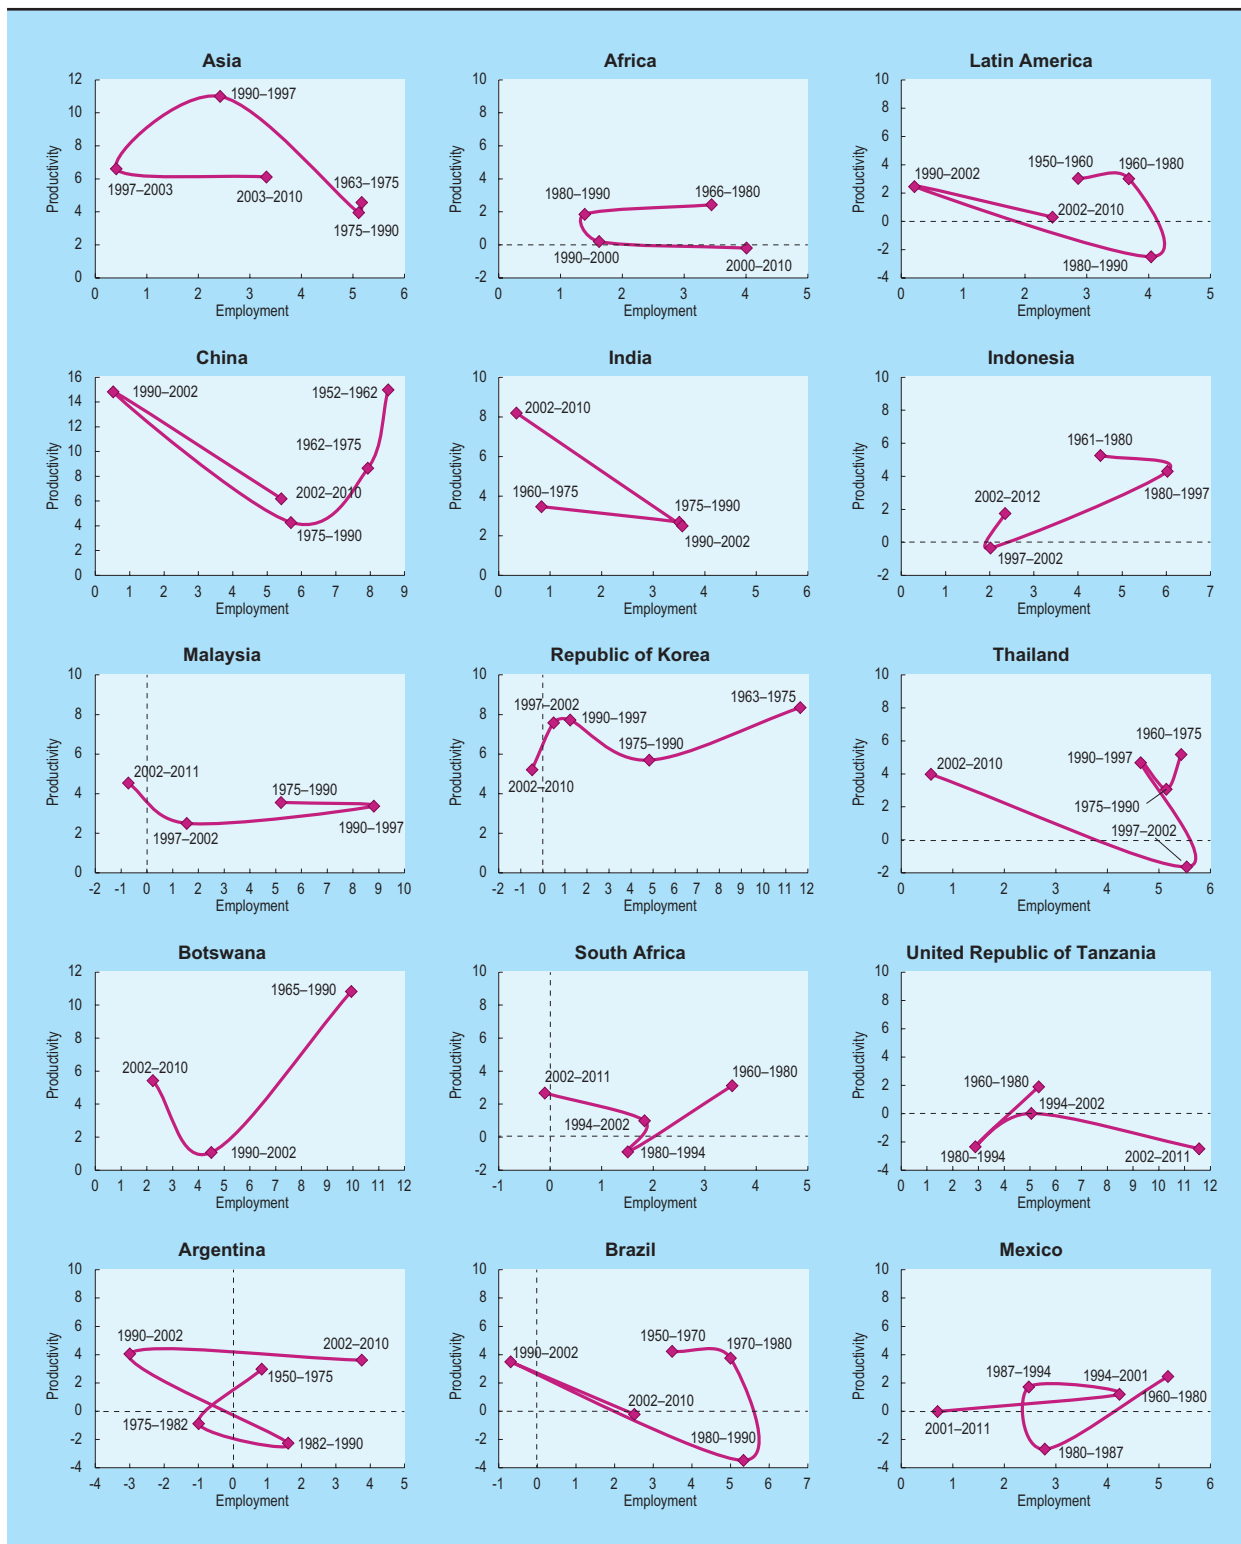 Asia
12
10
8
6
4
2
0
Productivity
1990–1997
1963–1975
1997–2003
2003–2010
1975–1990
0 1 2 3 4 5 6
Employment
Africa
10
8
6
4
2
0
-2
Productivity
1980–1990
1966–1980
1990–2000
2000–2010
0 1 2 3 4 5
Employment
Latin America
10
8
6
4
2
0
-2
-4
Productivity
1950–1960
1960–1980
1990–2002
2002–2010
1980–1990
0 1 2 3 4 5
Employment
China
16
14
12
10
8
6
4
2
0
Productivity
1990–2002
1952–1962
1962–1975
2002–2010
1975–1990
0 1 2 3 4 5 6 7 8 9
Employment
India
10
8
6
4
2
0
Productivity
2002–2010
1960–1975
1975–1990
1990–2002
0 1 2 3 4 5
Employment
Indonesia
10
8
6
4
2
0
-2
Productivity
1961–1980
2002–2012
1980–1997
1997–2002
0 1 2 3 4 5 6 7
Employment
Malaysia
10
8
6
4
2
0
Productivity
2002–2011
1975–1990
1997–2002
1990–1997
-2 -1 0 1 2 3 4 5 6 7 8 9 10
Employment
Republic of Korea
10
8
6
4
2
0
Productivity
1997–2002
1963–1975
1990–1997
1975–1990
2002–2010
-2 -1 0 1 2 3 4 5 6 7 8 9 10 11 12
Employment
Thailand
10
8
6
4
2
0
-2
Productivity
1960–1975
1990–1997
2002–2010
1975–1990
1997–2002
0 1 2 3 4 5 6
Employment
Botswana
12
10
8
6
4
2
0
Productivity
1965–1990
2002–2010
1990–2002
0 1 2 3 4 5 6 7 8 9 10 11 12
Employment
South Africa
10
8
6
4
2
0
-2
Productivity
2002–2011
1960–1980
1994–2002
1980–1994
-1 0 1 2 3 4 5
Employment
United Republic of Tanzania
10
8
6
4
2
0
-2
-4
Productivity
1960–1980
1994–2002
1980–1994
2002–2011
0 1 2 3 4 5 6 7 8 9 10 11 12
Employment
Argentina
10
8
6
4
2
0
-2
-4
Productivity
1990–2002
2002–2010
1950–1975
1975–1982
1982–1990
-4 -3 -2 -1 0 1 2 3 4 5
Employment
Brazil
10
8
6
4
2
0
-2
-4
Productivity
1950–1970
1970–1980
1990–2002
2002–2010
1980–1990
-1 0 1 2 3 4 5 6 7
Employment
Mexico
10
8
6
4
2
0
-2
-4
Productivity
1987–1994
1994–2001
1960–1980
2001–2011
1980–1987
0 1 2 3 4 5 6
Employment